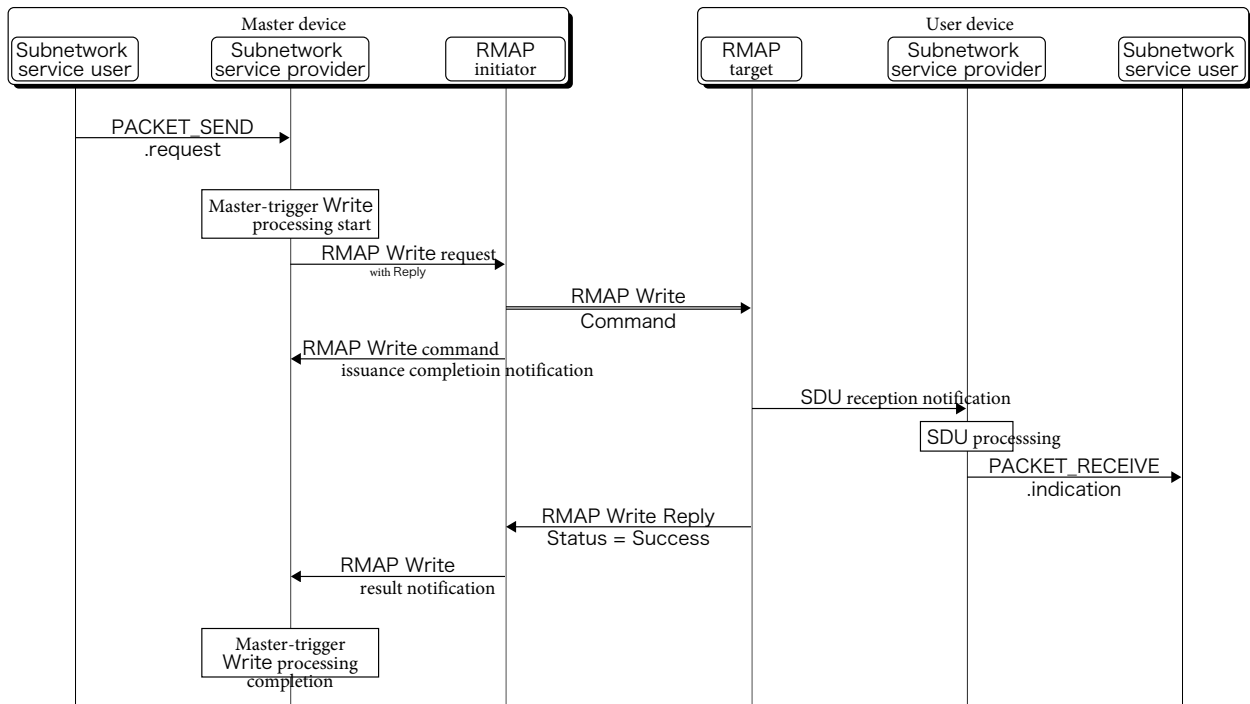 Master device
User device
Subnetwork
service user
Subnetwork
service provider
RMAP
initiator
RMAP
target
Subnetwork
service provider
Subnetwork
service user
PACKET_SEND
.request
Master-trigger Write
processing start
RMAP Write request
with Reply
RMAP Write
Command
RMAP Write command
issuance completioin notification
SDU reception notification
SDU processsing
PACKET_RECEIVE
.indication
RMAP Write Reply
Status = Success
RMAP Write
result notification
Master-trigger
Write processing
completion